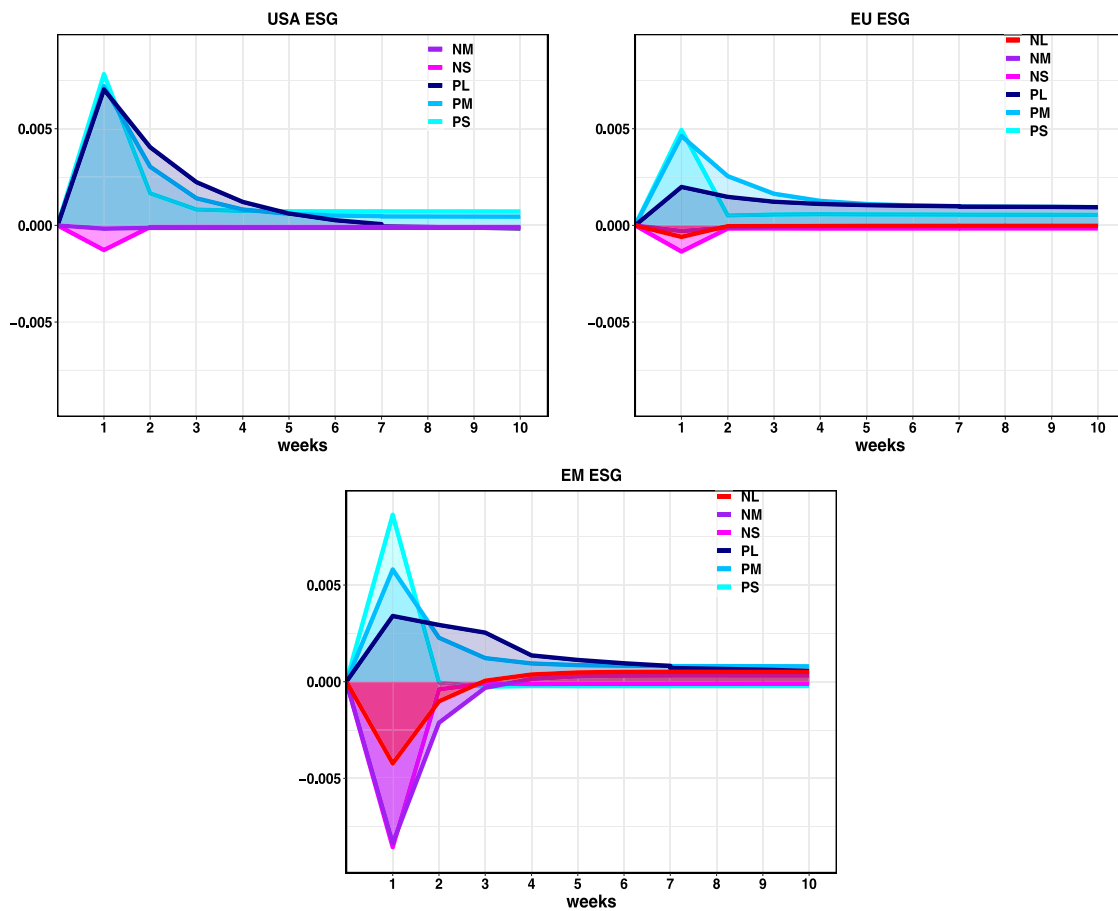 USA ESG
NM
NS
PL
PM
PS
0.005
0.000
−0.005
1 2 3 4 5 6 7 8 9 10
weeks
EU ESG
NL
NM
NS
PL
PM
PS
0.005
0.000
−0.005
1 2 3 4 5 6 7 8 9 10
weeks
EM ESG
NL
NM
NS
PL
PM
PS
0.005
0.000
−0.005
1 2 3 4 5 6 7 8 9 10
weeks